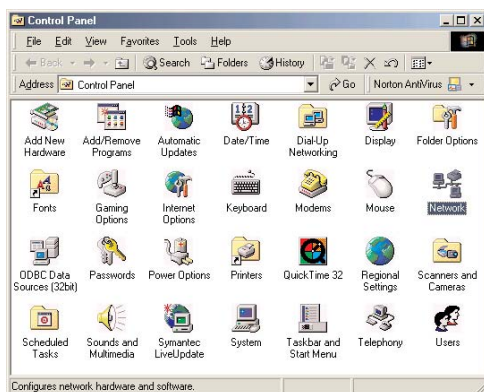 Control Panel
File Edit View Favorites Tools Help
Back Search Folders History
Address Control Panel Go Norton AntiVirus
Add New Hardware
Add/Remove Programs
Automatic Updates
Date/Time
Dial-Up Networking
Display
Folder Options
Fonts
Gaming Options
Internet Options
Keyboard
Modems
Mouse
Network
ODBC Data Sources (32bit)
Passwords
Power Options
Printers
QuickTime 32
Regional Settings
Scanners and Cameras
Scheduled Tasks
Sounds and Multimedia
Symantec LiveUpdate
System
Taskbar and Start Menu
Telephony
Users
Configures network hardware and software.